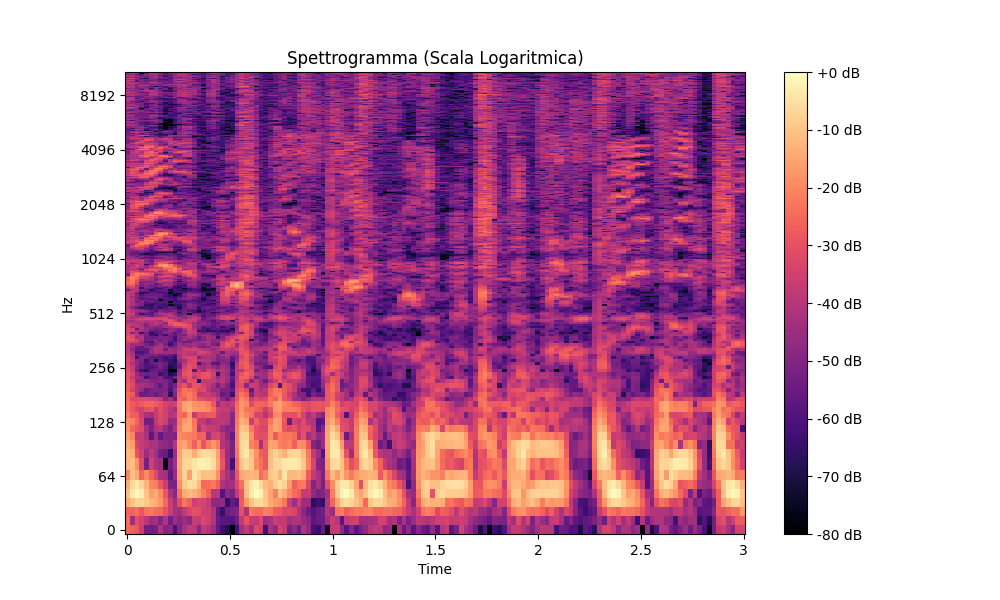 Spettrogramma (Scala Logaritmica)
Hz
8192
4096
2048
1024
512
256
128
64
0
0
0.5
1
1.5
2
2.5
3
Time
+0 dB
-10 dB
-20 dB
-30 dB
-40 dB
-50 dB
-60 dB
-70 dB
-80 dB